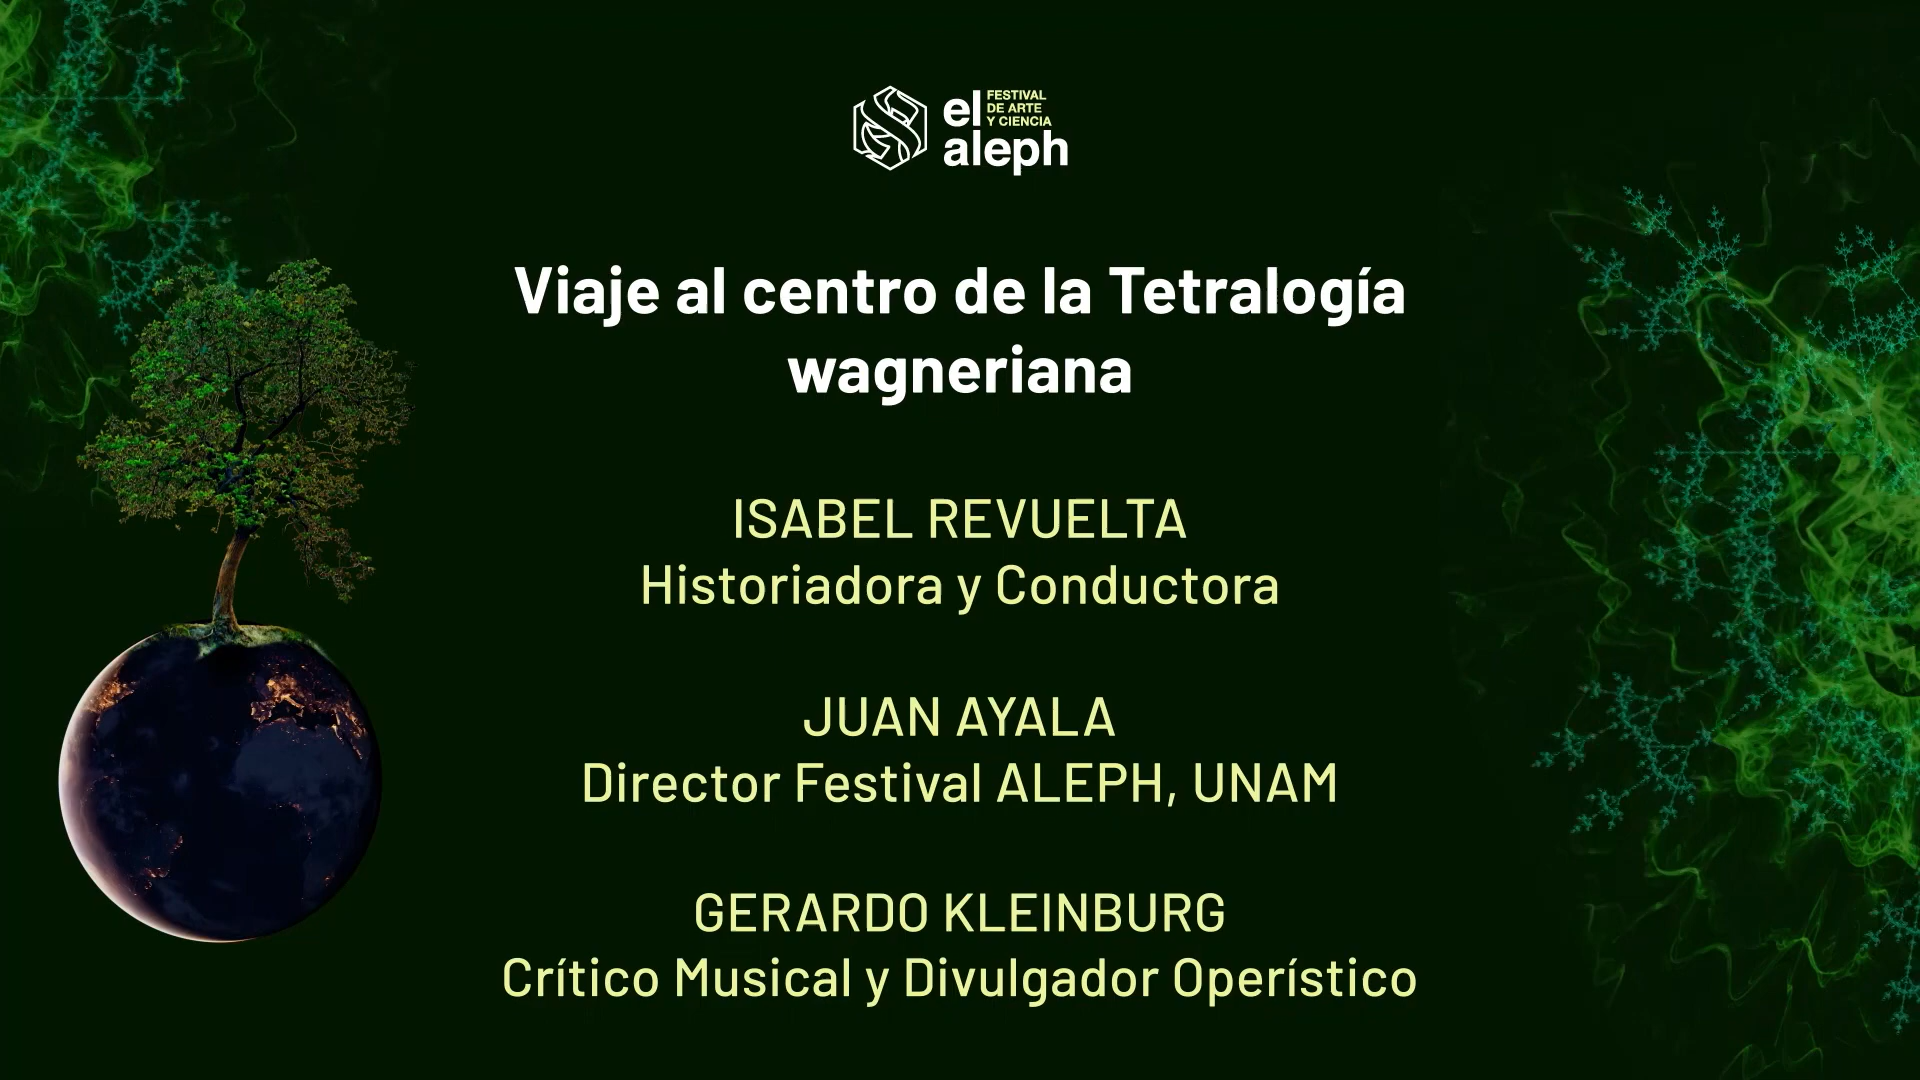 el
FESTIVAL
DE ARTE
Y CIENCIA
aleph
Viaje al centro de la Tetralogía
wagneriana
ISABEL REVUELTA
Historiadora y Conductora
JUAN AYALA
Director Festival ALEPH, UNAM
GERARDO KLEINBURG
Crítico Musical y Divulgador Operístico